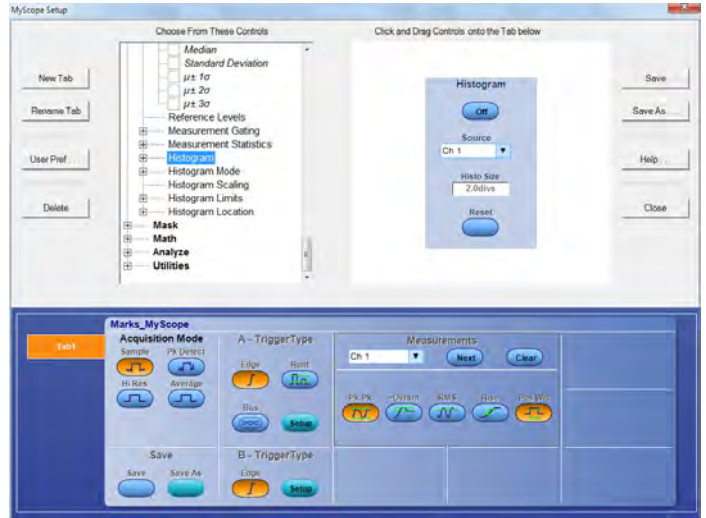 MyScope Setup
Choose From These Controls
Click and Drag Controls onto the Tab below
New Tab
Rename Tab
User Pref...
Delete
Median
Standard Deviation
µ± 1σ
µ± 2σ
µ± 3σ
Reference Levels
Measurement Gating
Measurement Statistics
Histogram
Histogram Mode
Histogram Scaling
Histogram Limits
Histogram Location
Mask
Math
Analyze
Utilities
Histogram
Off
Source
Ch 1
Histo Size
2.0divs
Reset
Save
Save As...
Help...
Close
Tab1
Marks_MyScope
Acquisition Mode
Sample Pk Detect
Hi Res Average
Save
Save Save As
A - TriggerType
Edge Runt
Bus
Setup
B - TriggerType
Edge
Setup
Measurements
Ch 1 Next Clear
Pk-Pk +Ovrsht RMS Rise Pos Wid